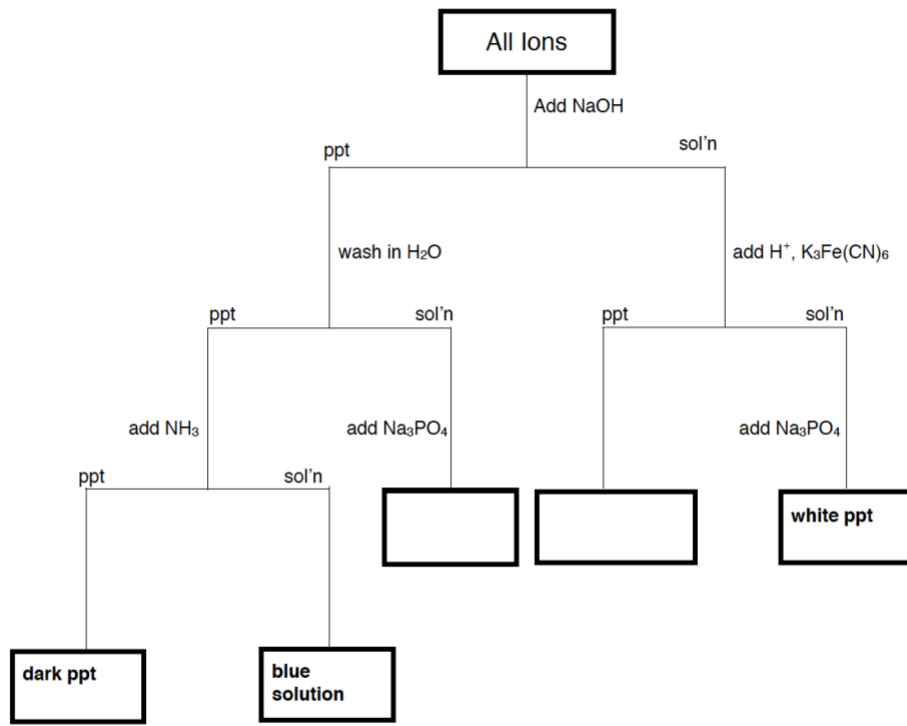 All Ions
Add NaOH
ppt
sol'n
wash in H₂O
add H⁺, K₃Fe(CN)₆
ppt
sol'n
ppt
sol'n
add NH₃
add Na₃PO₄
add Na₃PO₄
ppt
sol'n
white ppt
dark ppt
blue
solution